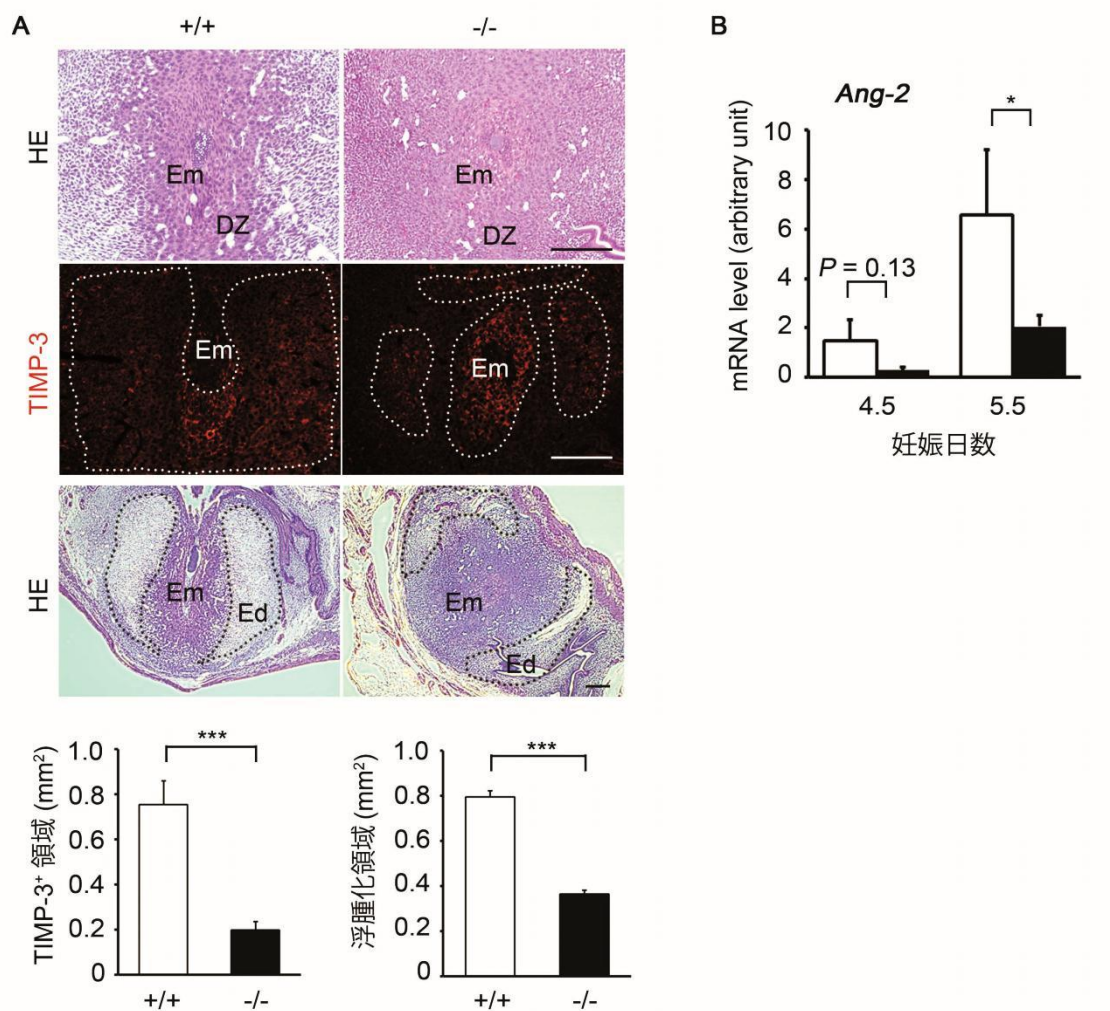 A
+/+
-/-
HE
Em
DZ
Em
DZ
TIMP-3
Em
Em
HE
Em
Ed
Em
Ed
TIMP-3⁺ 領域 (mm²)
1.0
0.8
0.6
0.4
0.2
0
***
+/+
-/-
浮腫化領域 (mm²)
1.0
0.8
0.6
0.4
0.2
0
***
+/+
-/-
B
Ang-2
mRNA level (arbitrary unit)
10
8
6
4
2
0
P = 0.13
*
4.5
5.5
妊娠日数